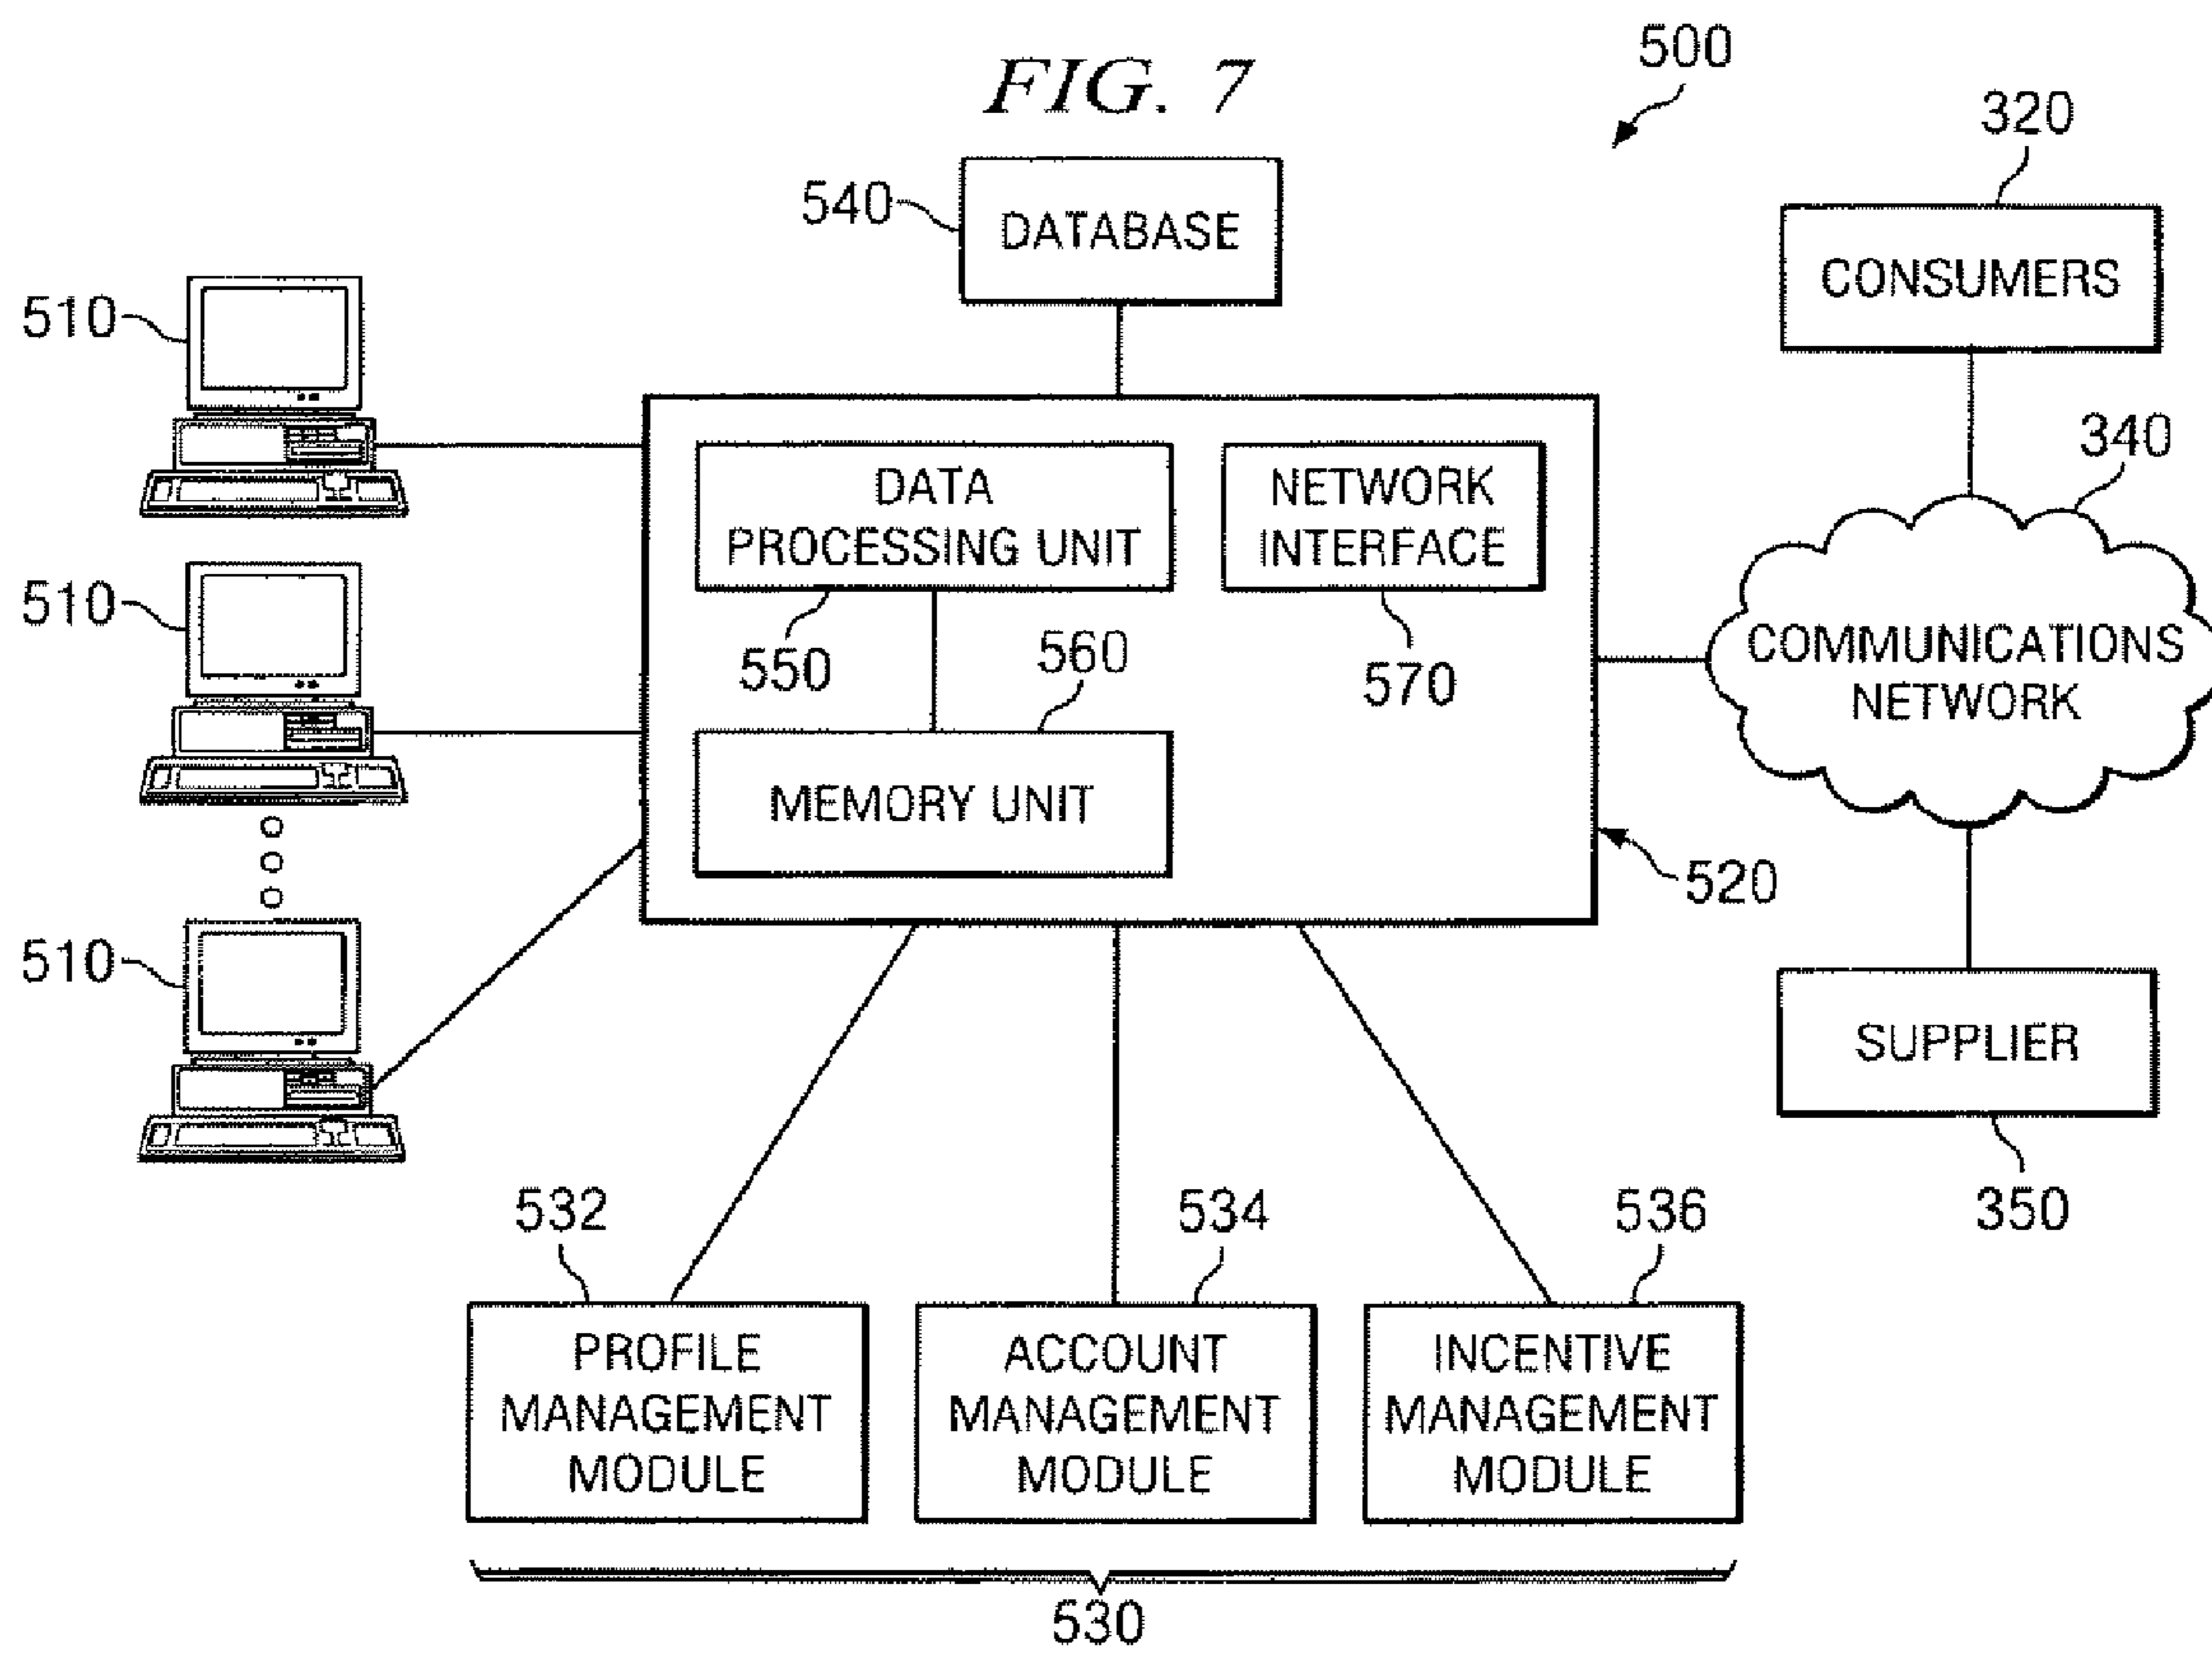 FIG. 7
500
320
540
DATABASE
CONSUMERS
510
340
DATA
PROCESSING UNIT
NETWORK
INTERFACE
510
550
560
570
COMMUNICATIONS
NETWORK
MEMORY UNIT
520
510
SUPPLIER
350
532
534
536
PROFILE
MANAGEMENT
MODULE
ACCOUNT
MANAGEMENT
MODULE
INCENTIVE
MANAGEMENT
MODULE
530